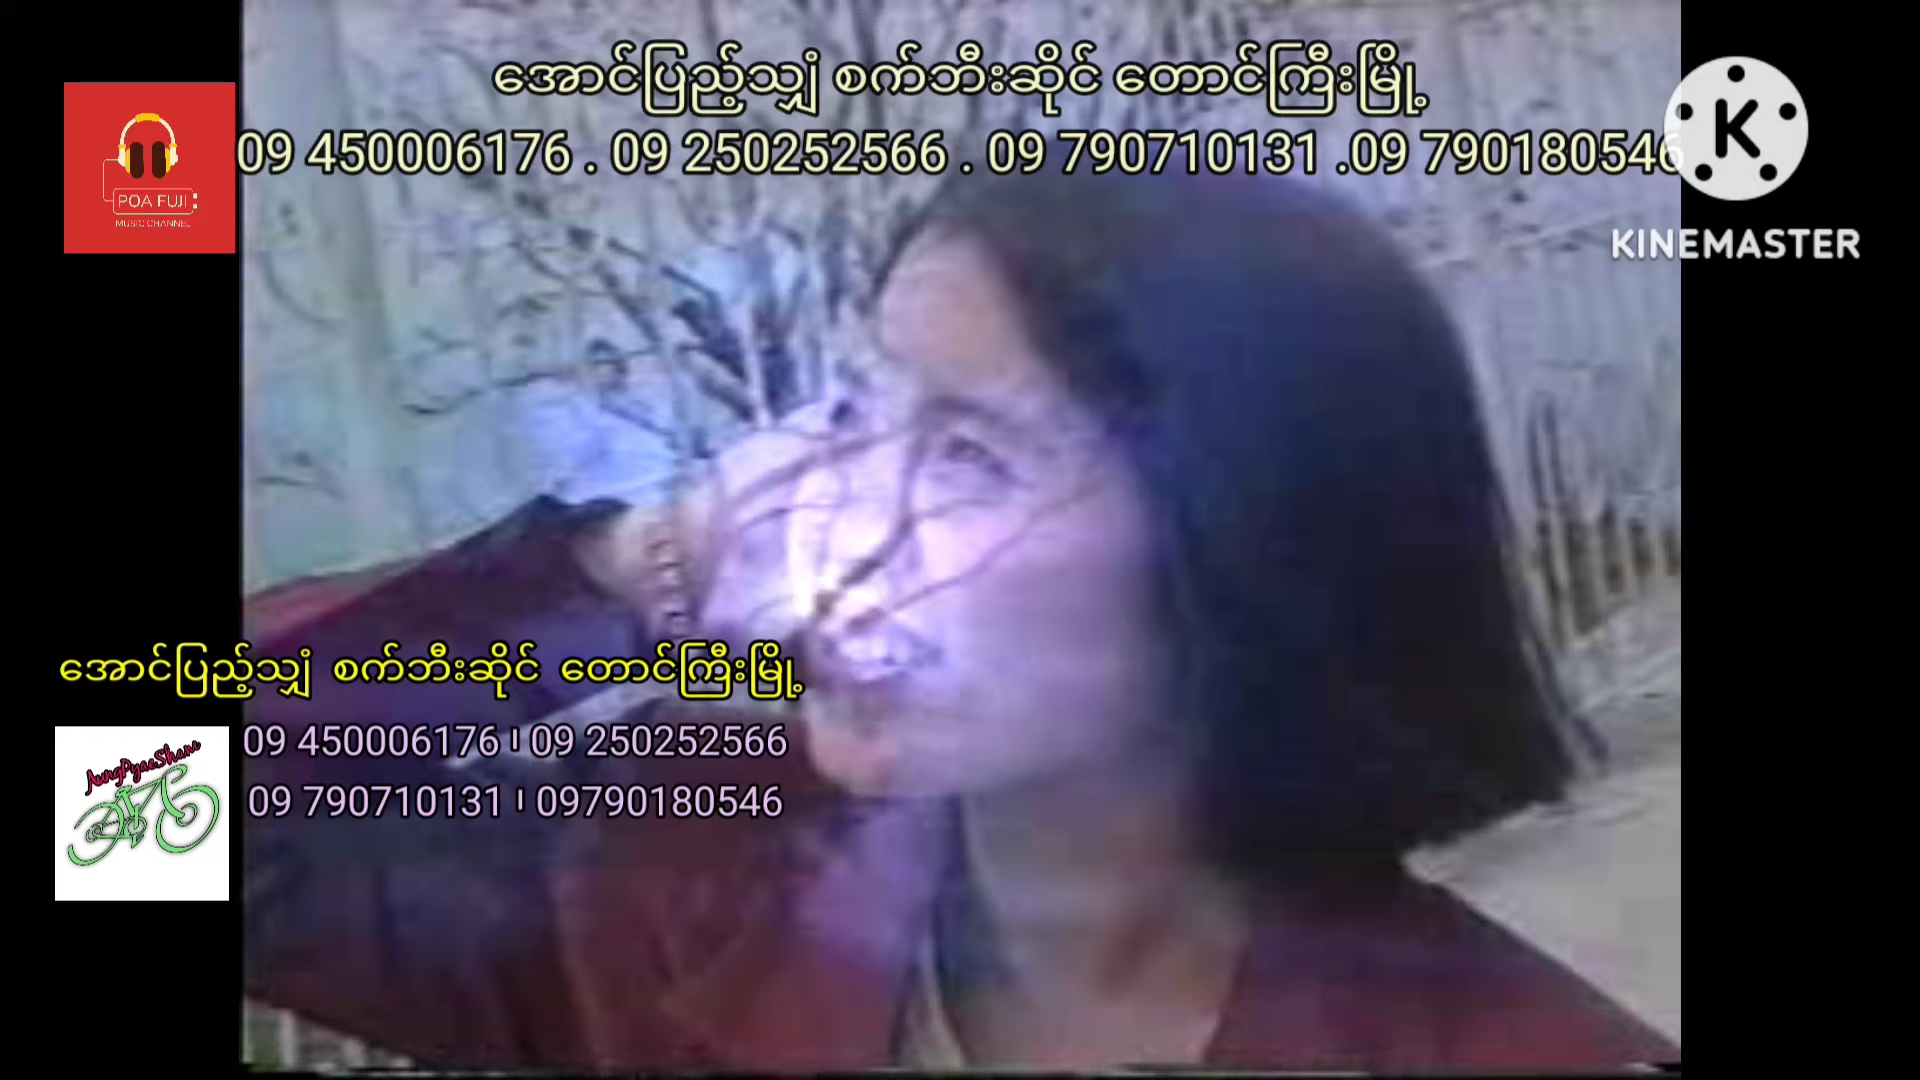 အောင်ပြည့်သျှံ စက်ဘီးဆိုင် တောင်ကြီးမြို့
09 450006176 . 09 250252566 . 09 790710131 .09 790180546
POA FUJI
MUSIC CHANNEL
K
KINEMASTER
အောင်ပြည့်သျှံ စက်ဘီးဆိုင် တောင်ကြီးမြို့
09 450006176 ၊ 09 250252566
09 790710131 ၊ 09790180546
AungPyaeShan